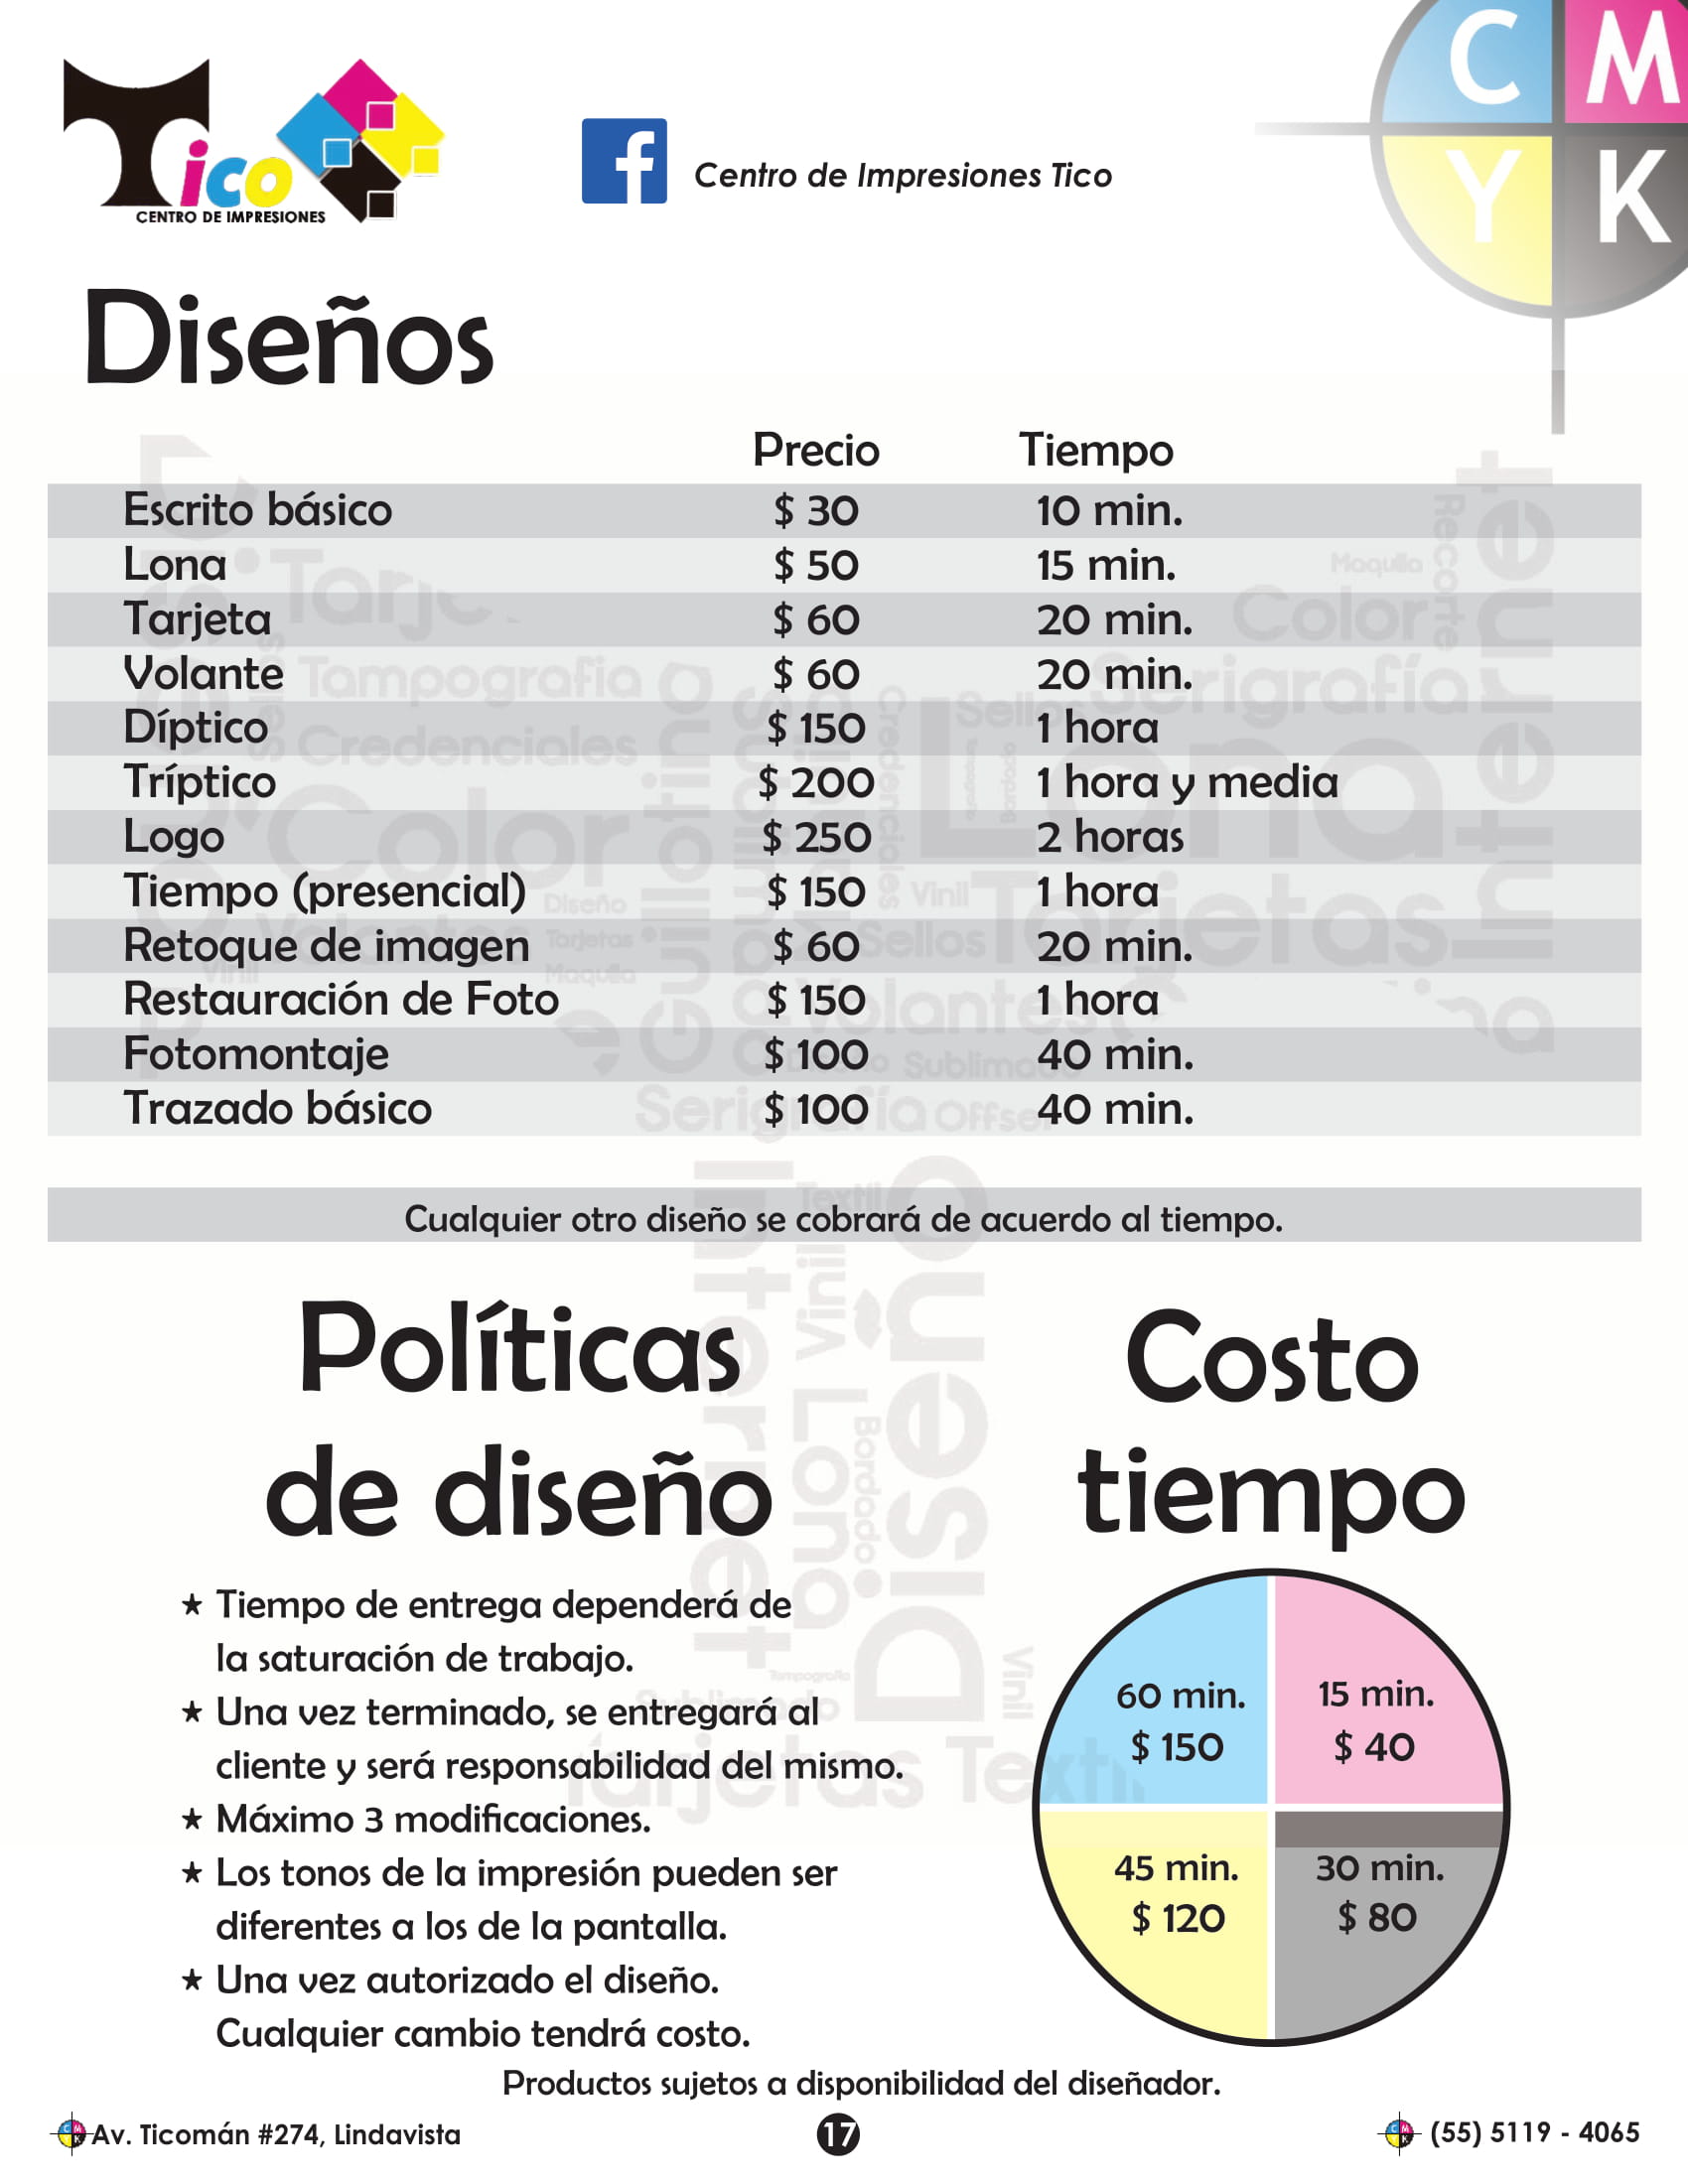 Tico
CENTRO DE IMPRESIONES
Centro de Impresiones Tico
C M
Y K
Diseños
Precio Tiempo
Escrito básico $ 30 10 min.
Lona $ 50 15 min.
Tarjeta $ 60 20 min.
Volante $ 60 20 min.
Díptico $ 150 1 hora
Tríptico $ 200 1 hora y media
Logo $ 250 2 horas
Tiempo (presencial) $ 150 1 hora
Retoque de imagen $ 60 20 min.
Restauración de Foto $ 150 1 hora
Fotomontaje $ 100 40 min.
Trazado básico $ 100 40 min.
Cualquier otro diseño se cobrará de acuerdo al tiempo.
Políticas
de diseño
★ Tiempo de entrega dependerá de
la saturación de trabajo.
★ Una vez terminado, se entregará al
cliente y será responsabilidad del mismo.
★ Máximo 3 modificaciones.
★ Los tonos de la impresión pueden ser
diferentes a los de la pantalla.
★ Una vez autorizado el diseño.
Cualquier cambio tendrá costo.
Costo
tiempo
60 min. 15 min.
$ 150 $ 40
45 min. 30 min.
$ 120 $ 80
Productos sujetos a disponibilidad del diseñador.
Av. Ticomán #274, Lindavista
17
(55) 5119 - 4065